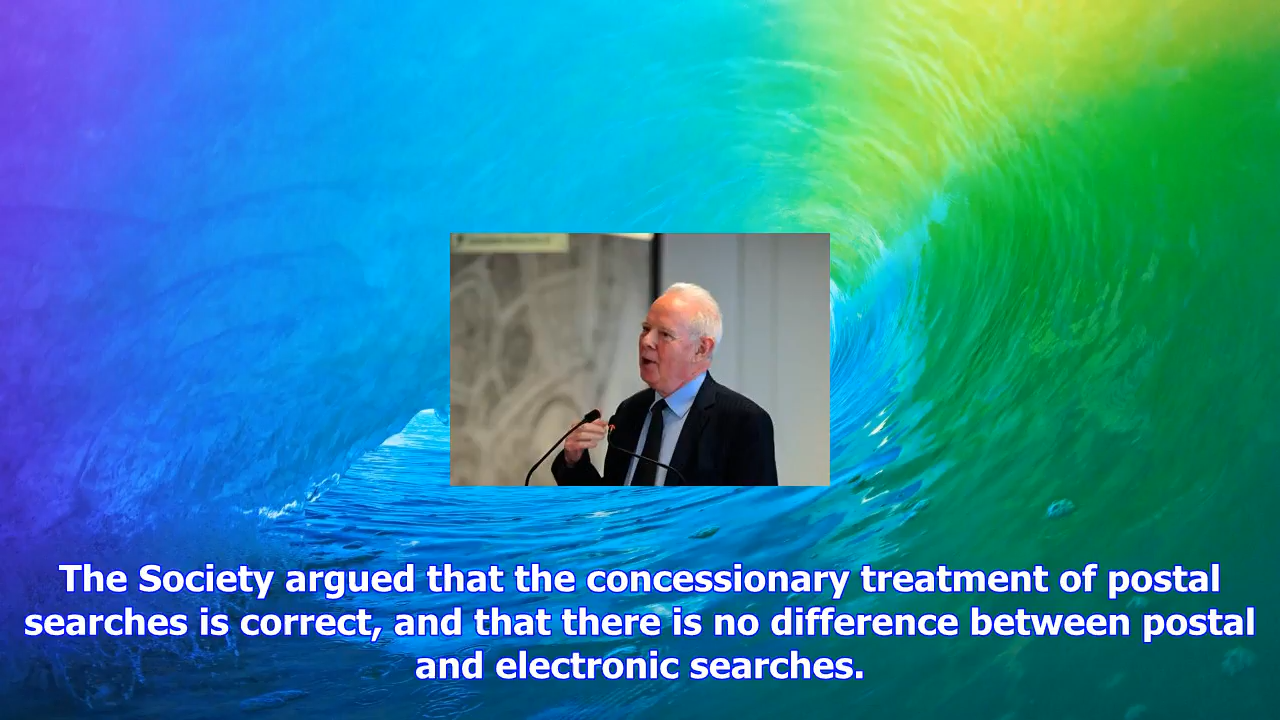 The Society argued that the concessionary treatment of postal
searches is correct, and that there is no difference between postal
and electronic searches.